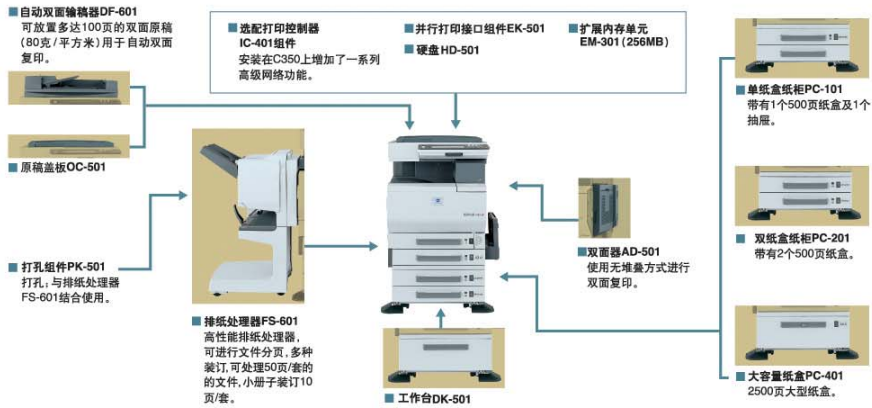 自动双面输稿器DF-601
可放置多达100页的双面原稿
(80克/平方米)用于自动双面
复印。
原稿盖板OC-501
打孔组件PK-501
打孔;与排纸处理器
FS-601结合使用。
选配打印控制器
IC-401组件
安装在C350上增加了一系列
高级网络功能。
并行打印接口组件EK-501
硬盘HD-501
扩展内存单元
EM-301(256MB)
排纸处理器FS-601
高性能排纸处理器,
可进行文件分页,多种
装订,可处理50页/套的
的文件,小册子装订10
页/套。
工作台DK-501
双面器AD-501
使用无堆叠方式进行
双面复印。
单纸盒纸柜PC-101
带有1个500页纸盒及1个
抽屉。
双纸盒纸柜PC-201
带有2个500页纸盒。
大容量纸盒PC-401
2500页大型纸盒。